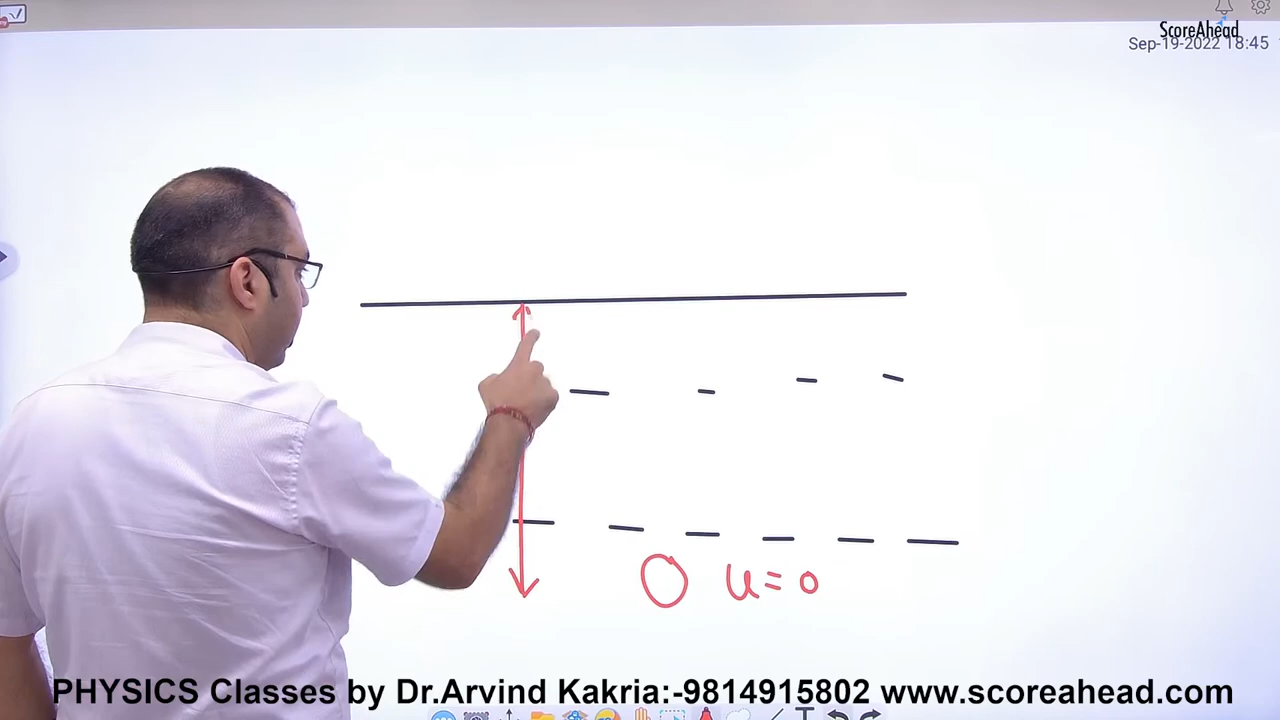 ScoreAhead
Sep-19-2022 18:45
u = 0
PHYSICS Classes by Dr.Arvind Kakria:-9814915802 www.scoreahead.com